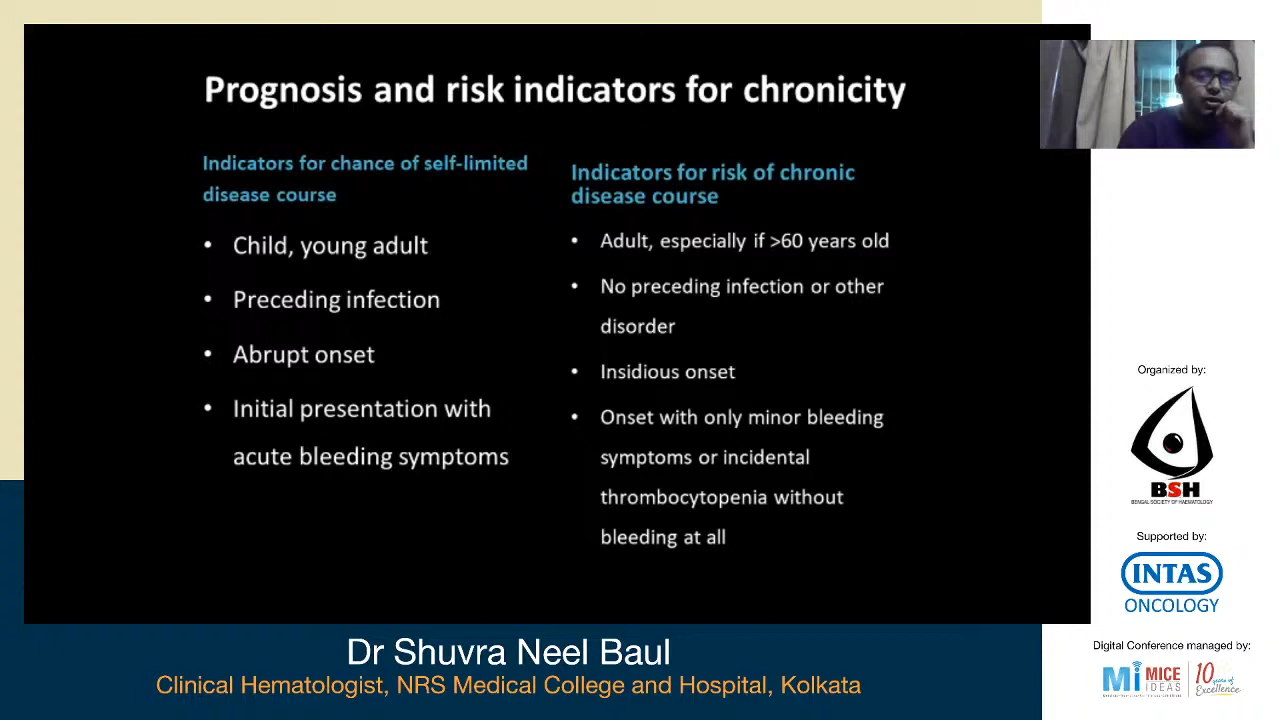 Prognosis and risk indicators for chronicity
Indicators for chance of self-limited
disease course
• Child, young adult
• Preceding infection
• Abrupt onset
• Initial presentation with
acute bleeding symptoms
Indicators for risk of chronic
disease course
• Adult, especially if >60 years old
• No preceding infection or other
disorder
• Insidious onset
• Onset with only minor bleeding
symptoms or incidental
thrombocytopenia without
bleeding at all
Organized by:
BSH
BENGAL SOCIETY OF HAEMATOLOGY
Supported by:
INTAS
ONCOLOGY
Digital Conference managed by:
Mi MICE
IDEAS
10 years of
Excellence
Dr Shuvra Neel Baul
Clinical Hematologist, NRS Medical College and Hospital, Kolkata